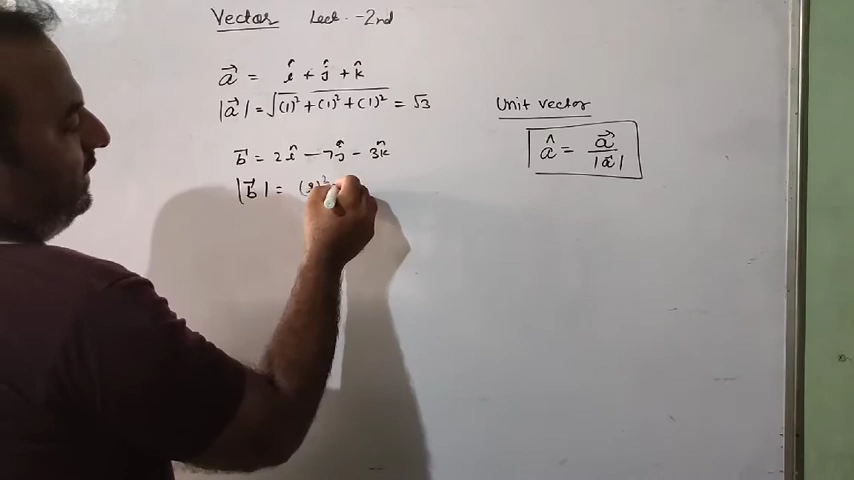 Vector Lect. -2nd
a⃗ = î + ĵ + k̂
|a⃗| = √(1)² + (1)² + (1)² = √3
b⃗ = 2î - 7ĵ - 3k̂
|b⃗| = (2)²
Unit vector
â = a⃗ / |a⃗|